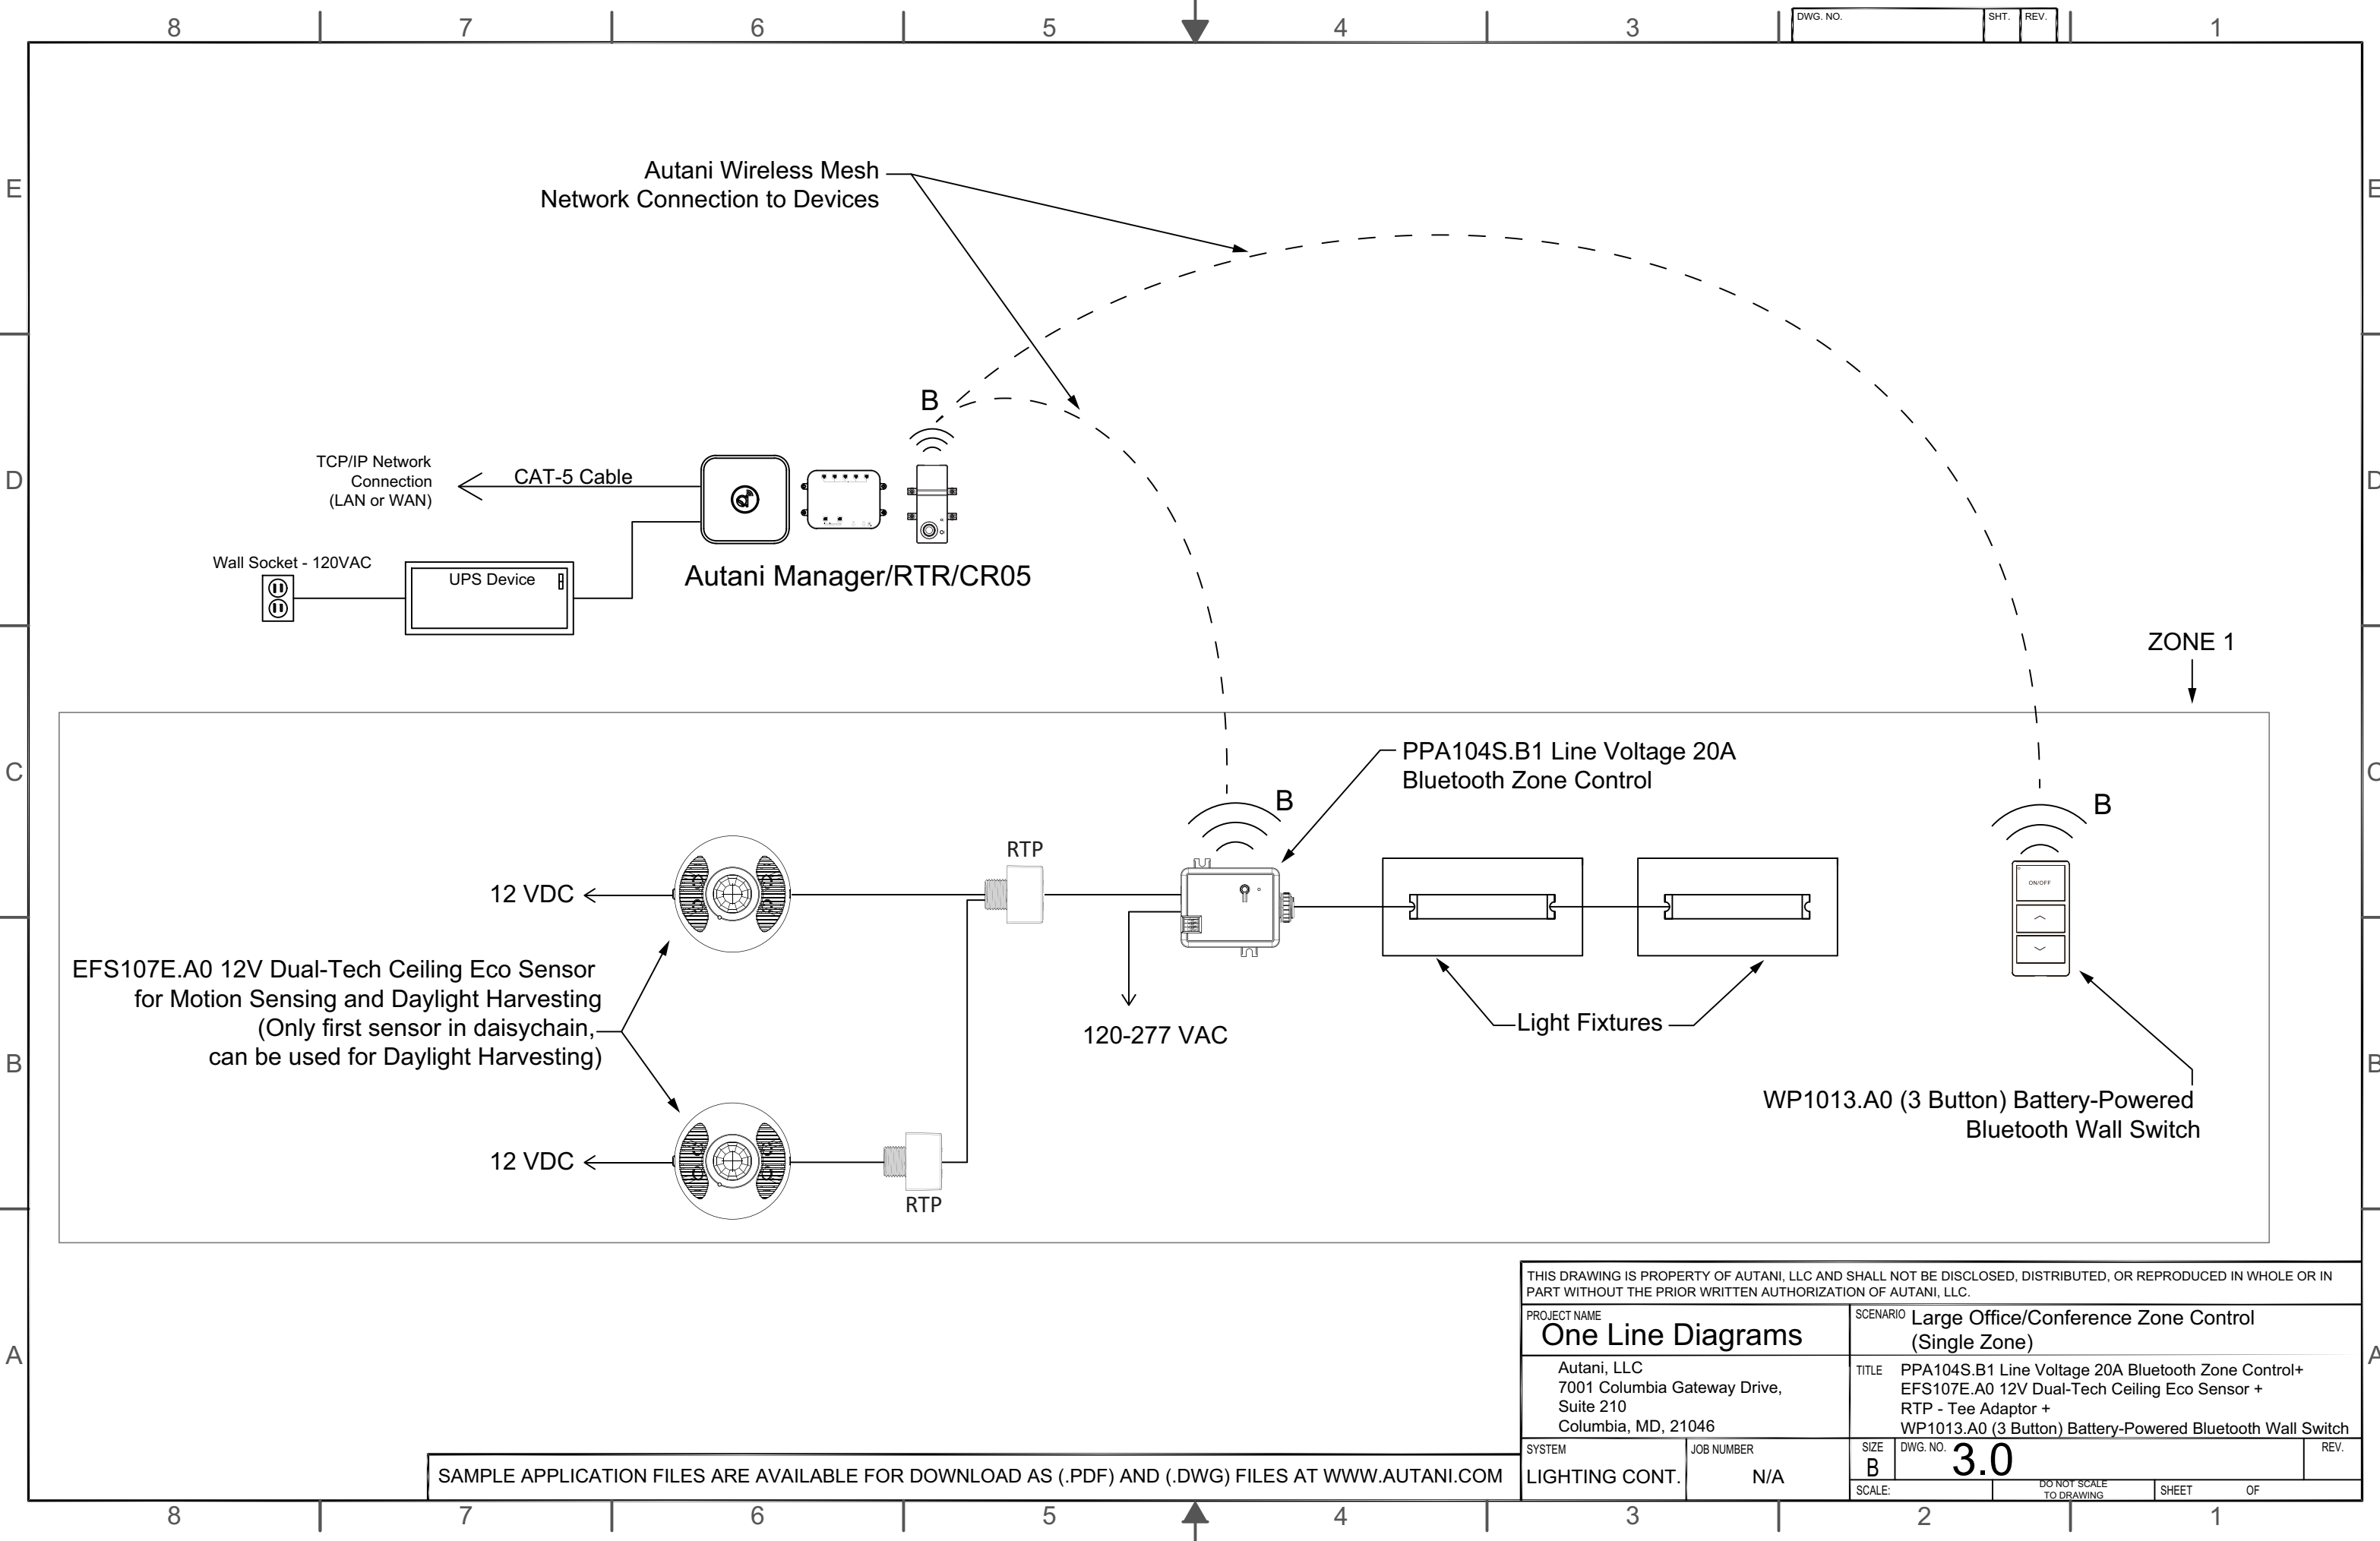 8 7 6 5 4 3 2 1
DWG. NO. SHT. REV.
E E
Autani Wireless Mesh
Network Connection to Devices
B
D D
TCP/IP Network
Connection
(LAN or WAN)
CAT-5 Cable
Wall Socket - 120VAC
UPS Device
Autani Manager/RTR/CR05
ZONE 1
C C
PPA104S.B1 Line Voltage 20A
Bluetooth Zone Control
B
B
RTP
12 VDC
ON/OFF
EFS107E.A0 12V Dual-Tech Ceiling Eco Sensor
for Motion Sensing and Daylight Harvesting
(Only first sensor in daisychain,
can be used for Daylight Harvesting)
120-277 VAC
Light Fixtures
B B
WP1013.A0 (3 Button) Battery-Powered
Bluetooth Wall Switch
12 VDC
RTP
THIS DRAWING IS PROPERTY OF AUTANI, LLC AND SHALL NOT BE DISCLOSED, DISTRIBUTED, OR REPRODUCED IN WHOLE OR IN
PART WITHOUT THE PRIOR WRITTEN AUTHORIZATION OF AUTANI, LLC.
PROJECT NAME
One Line Diagrams
SCENARIO Large Office/Conference Zone Control
(Single Zone)
A A
Autani, LLC
7001 Columbia Gateway Drive,
Suite 210
Columbia, MD, 21046
TITLE PPA104S.B1 Line Voltage 20A Bluetooth Zone Control+
EFS107E.A0 12V Dual-Tech Ceiling Eco Sensor +
RTP - Tee Adaptor +
WP1013.A0 (3 Button) Battery-Powered Bluetooth Wall Switch
SYSTEM
LIGHTING CONT.
JOB NUMBER
N/A
SIZE
B
DWG. NO. 3.0
REV.
SCALE:
DO NOT SCALE
TO DRAWING
SHEET OF
SAMPLE APPLICATION FILES ARE AVAILABLE FOR DOWNLOAD AS (.PDF) AND (.DWG) FILES AT WWW.AUTANI.COM
8 7 6 5 4 3 2 1